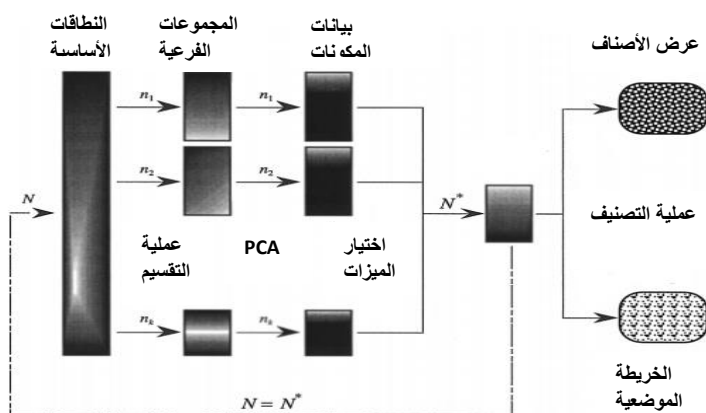 النطاقات
الأساسية
المجموعات
الفرعية
بيانات
المكونات
عرض الأصناف
n₁
n₁
n₂
n₂
N
N*
عملية التصنيف
عملية
التقسيم
PCA
اختيار
الميزات
nₖ
nₖ
الخريطة
الموضعية
N = N*